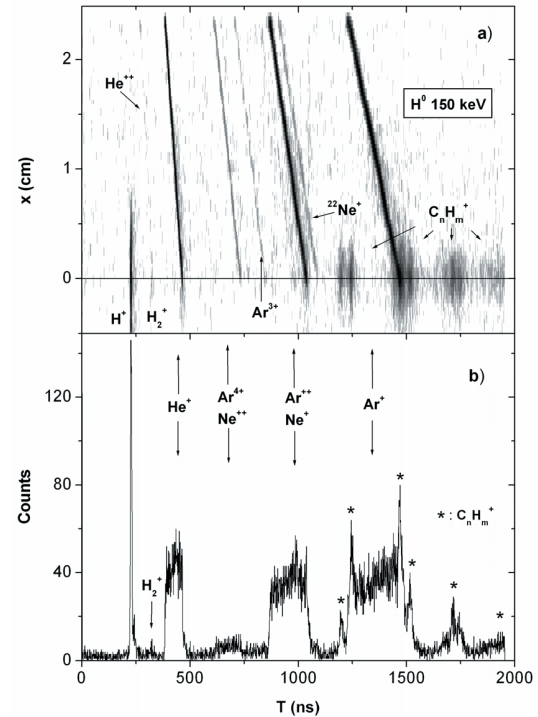 a)
He++
H⁰ 150 keV
x (cm)
2
1
0
²²Ne+
CnHm+
Ar3+
H+
H2+
b)
He+
Ar4+
Ne++
Ar++
Ne+
Ar+
* : CnHm+
H2+
Counts
120
80
40
0
0
500
1000
1500
2000
T (ns)